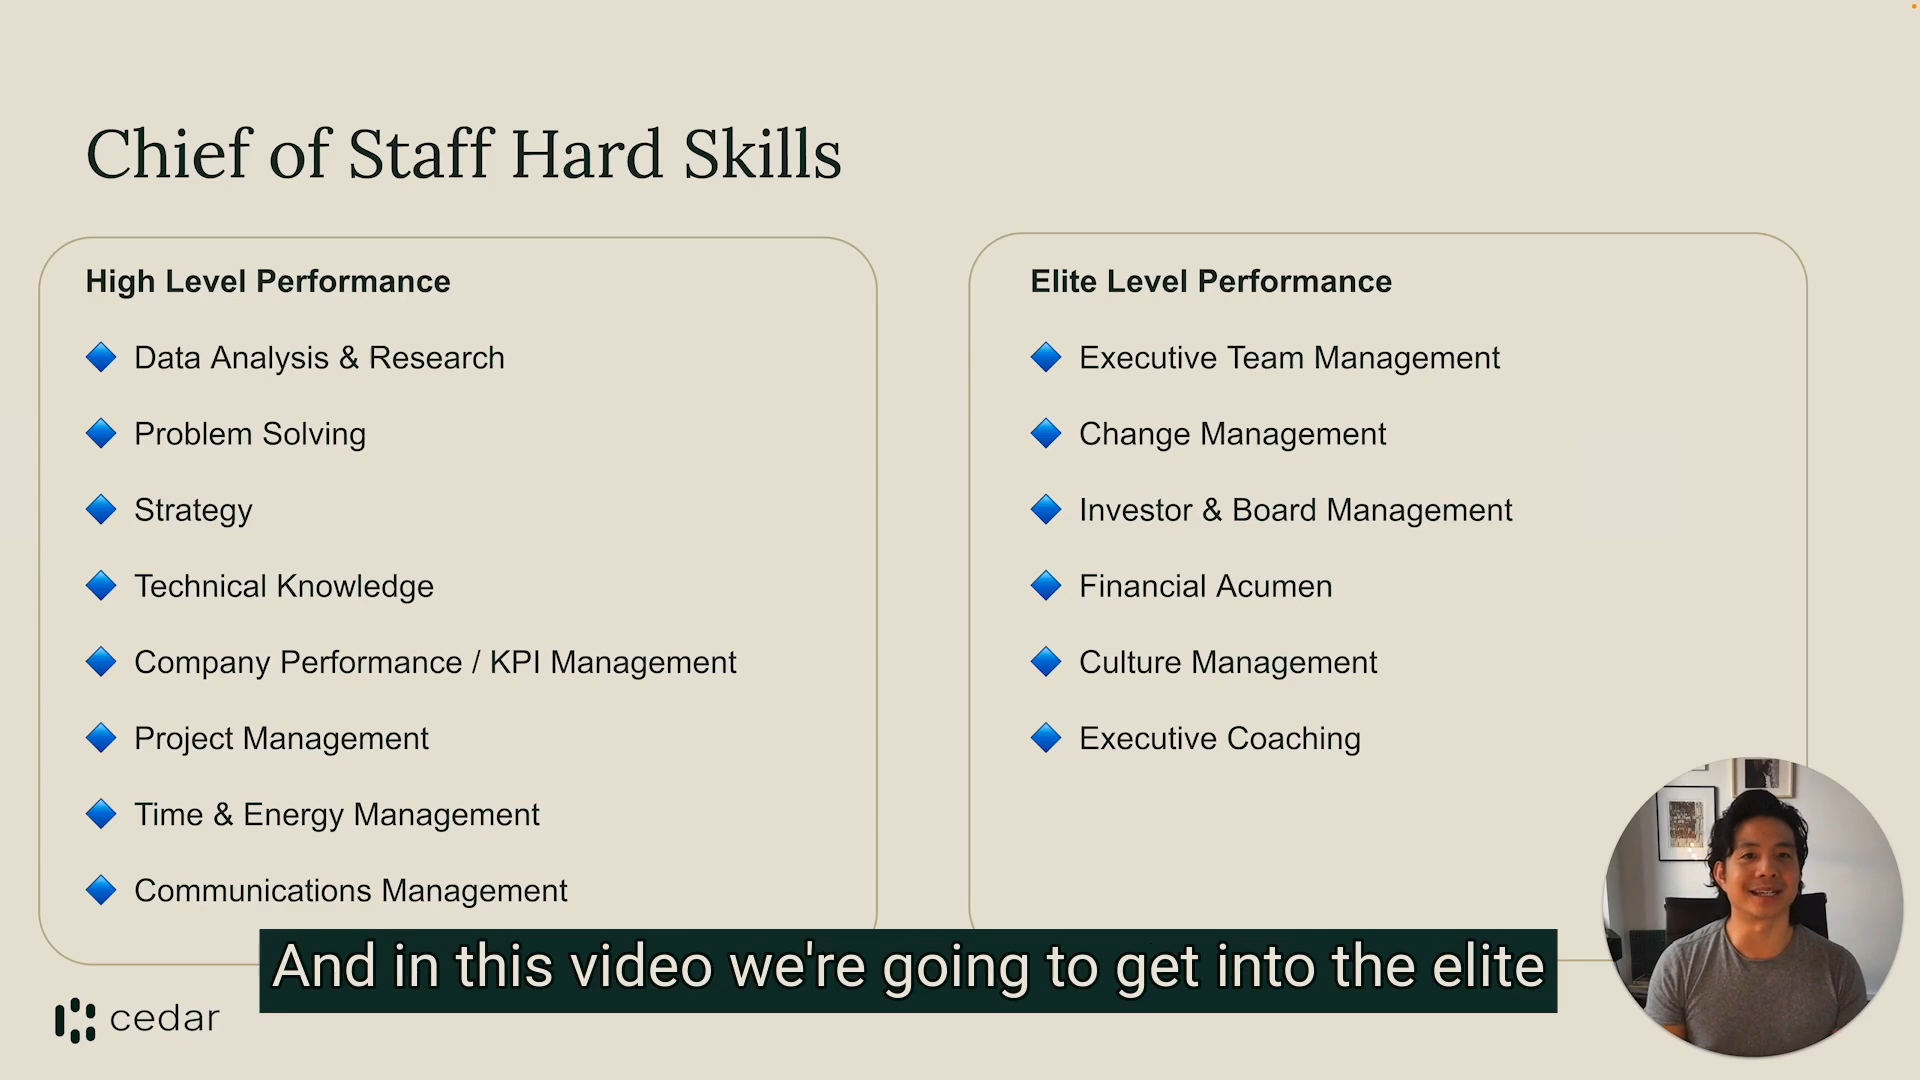 Chief of Staff Hard Skills
High Level Performance
Data Analysis & Research
Problem Solving
Strategy
Technical Knowledge
Company Performance / KPI Management
Project Management
Time & Energy Management
Communications Management
Elite Level Performance
Executive Team Management
Change Management
Investor & Board Management
Financial Acumen
Culture Management
Executive Coaching
And in this video we're going to get into the elite
cedar